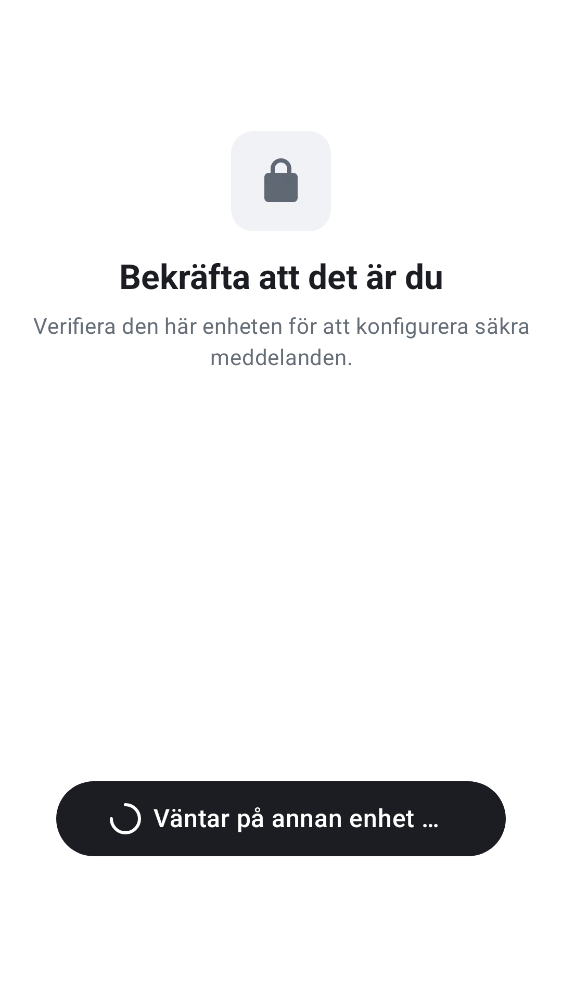 Bekräfta att det är du
Verifiera den här enheten för att konfigurera säkra
meddelanden.
Väntar på annan enhet …